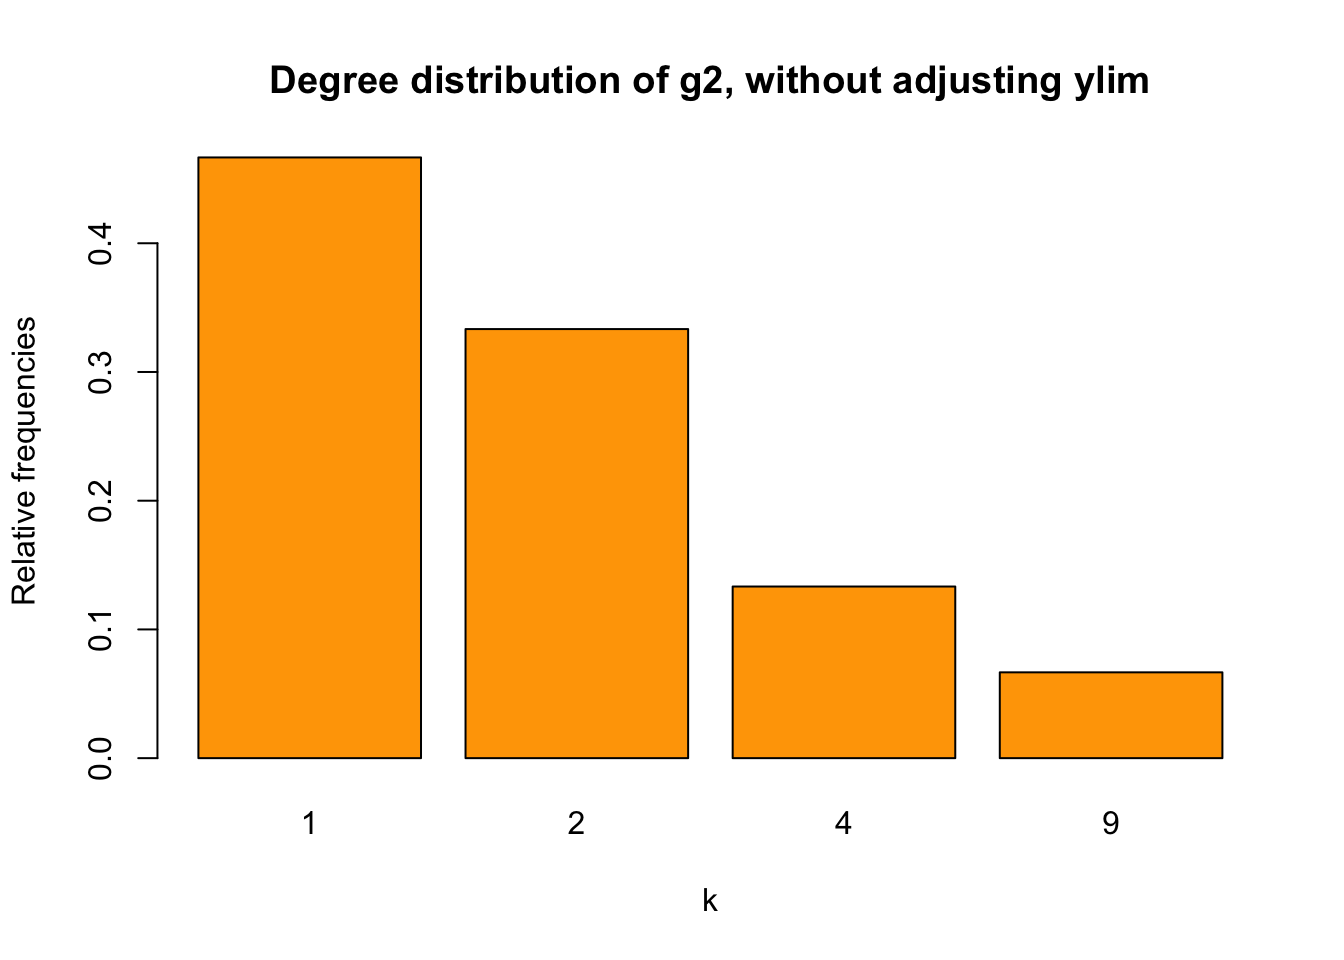 Degree distribution of g2, without adjusting ylim
Relative frequencies
0.4
0.3
0.2
0.1
0.0
1 2 4 9
k